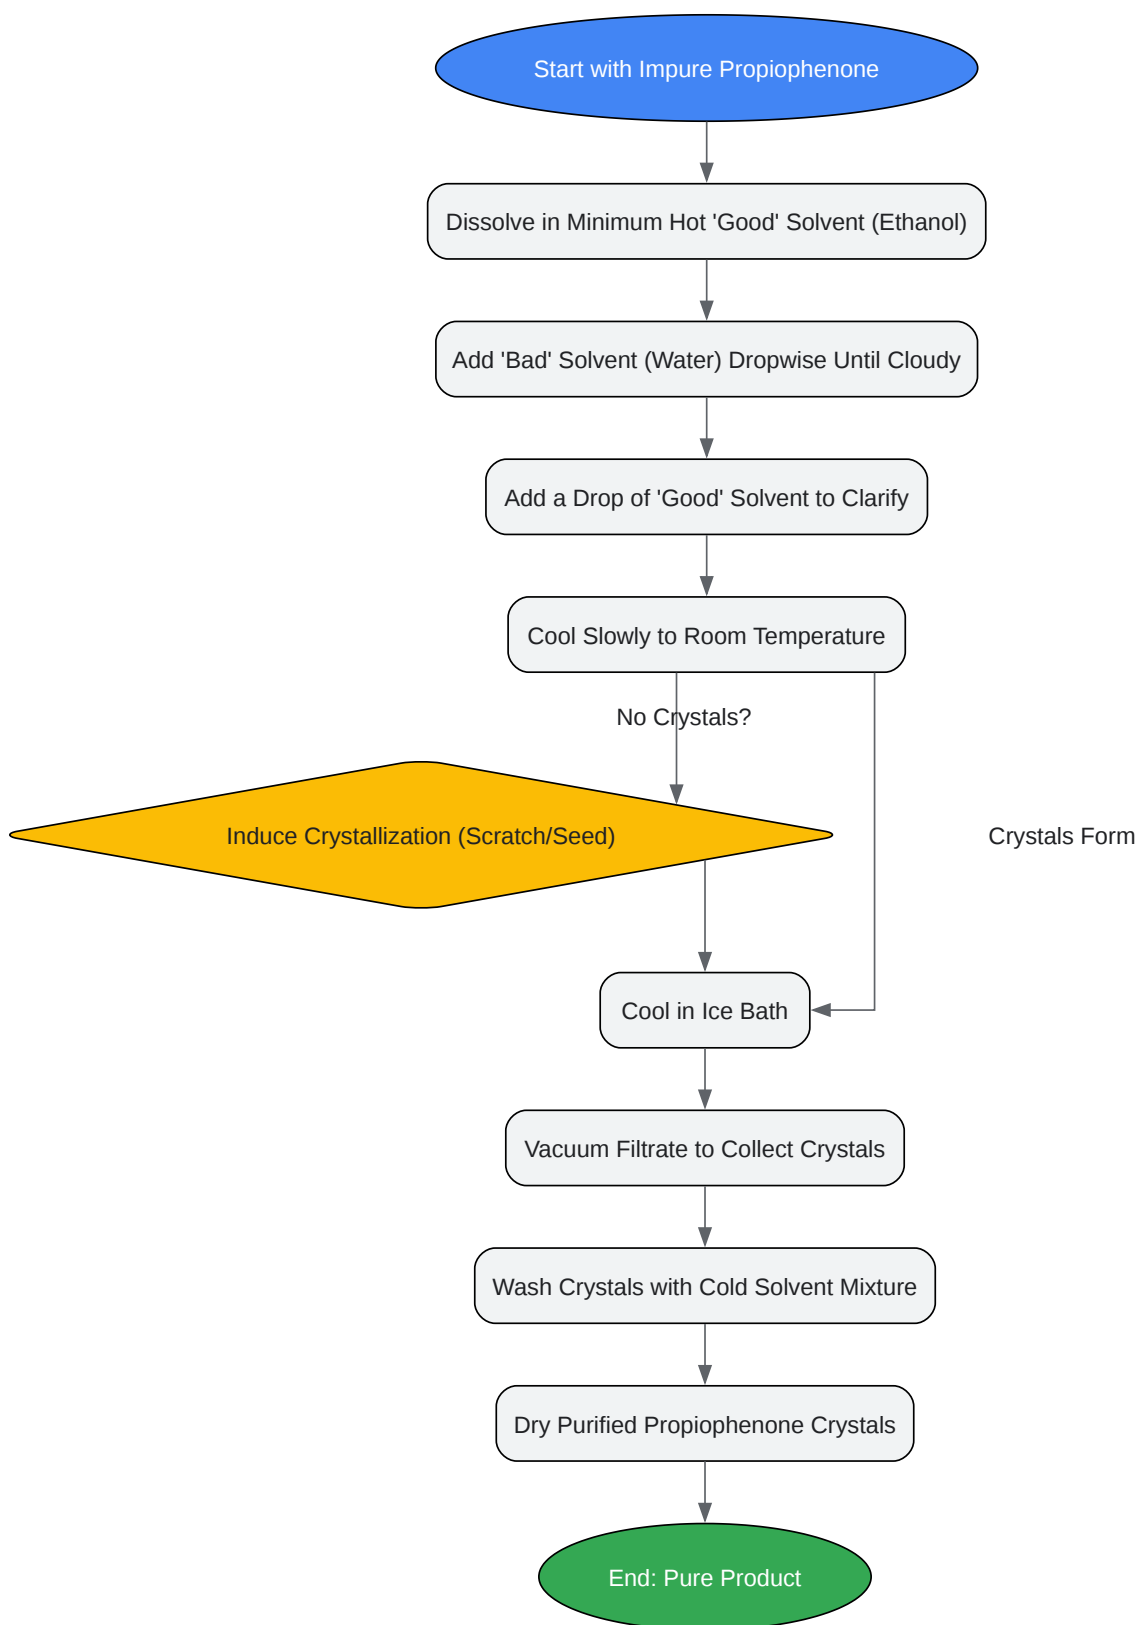 Start with Impure Propiophenone
Dissolve in Minimum Hot 'Good' Solvent (Ethanol)
Add 'Bad' Solvent (Water) Dropwise Until Cloudy
Add a Drop of 'Good' Solvent to Clarify
Cool Slowly to Room Temperature
No Crystals?
Induce Crystallization (Scratch/Seed)
Crystals Form
Cool in Ice Bath
Vacuum Filtrate to Collect Crystals
Wash Crystals with Cold Solvent Mixture
Dry Purified Propiophenone Crystals
End: Pure Product